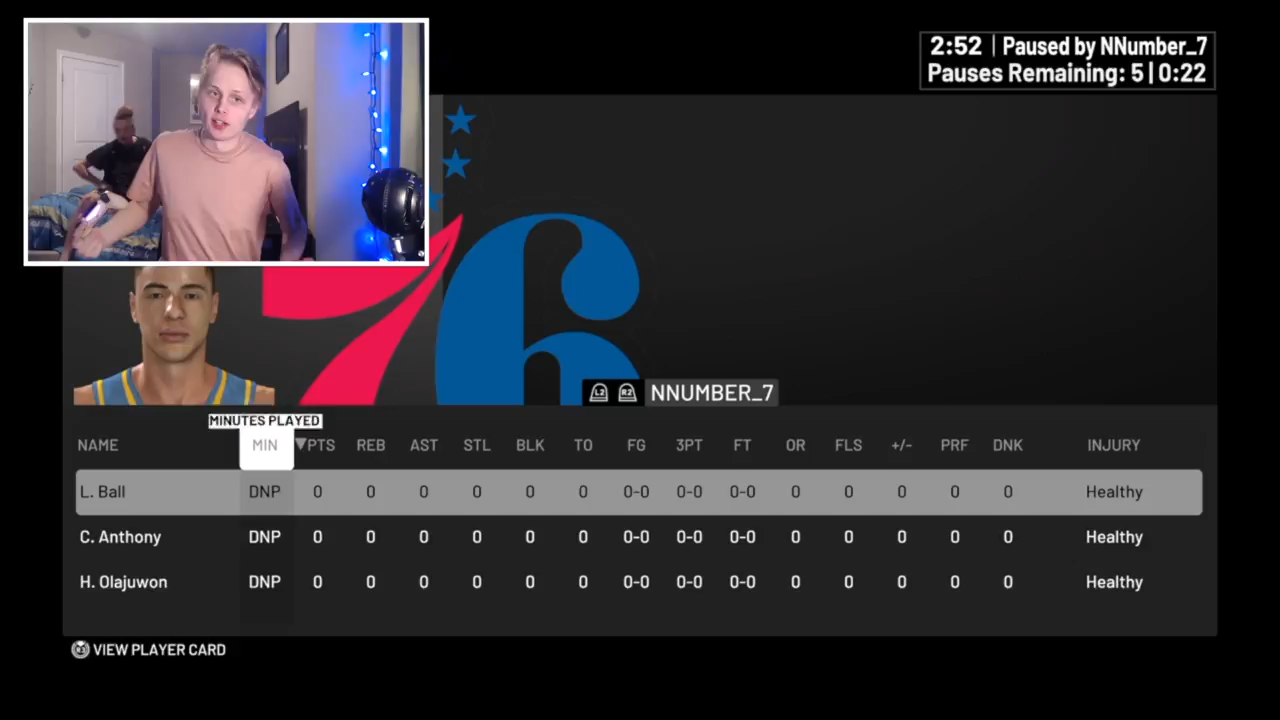 2:52 | Paused by NNumber_7
Pauses Remaining: 5 | 0:22
76
L2 R2 NNUMBER_7
MINUTES PLAYED
NAME MIN ▼PTS REB AST STL BLK TO FG 3PT FT OR FLS +/- PRF DNK INJURY
L. Ball DNP 0 0 0 0 0 0 0-0 0-0 0-0 0 0 0 0 0 Healthy
C. Anthony DNP 0 0 0 0 0 0 0-0 0-0 0-0 0 0 0 0 0 Healthy
H. Olajuwon DNP 0 0 0 0 0 0 0-0 0-0 0-0 0 0 0 0 0 Healthy
R3 VIEW PLAYER CARD